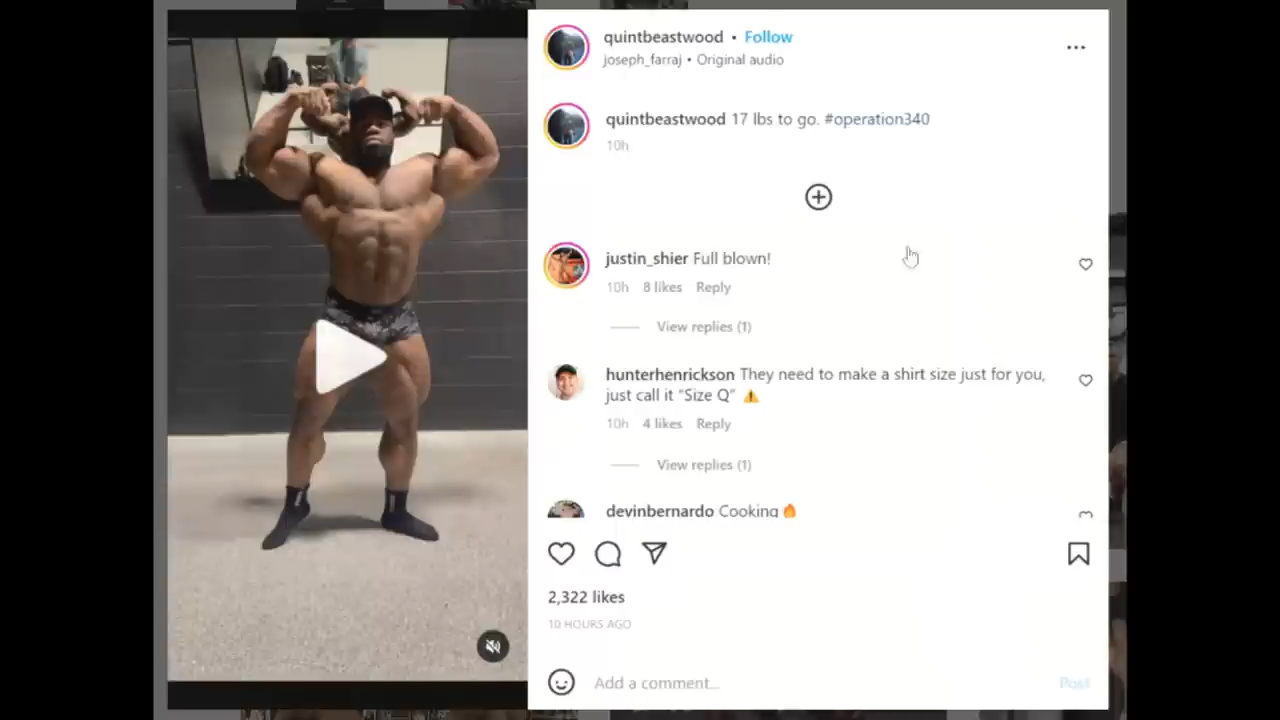 quintbeastwood • Follow
joseph_farraj • Original audio
quintbeastwood 17 lbs to go. #operation340
10h
justin_shier Full blown!
10h 8 likes Reply
View replies (1)
hunterhenrickson They need to make a shirt size just for you,
just call it "Size Q" ⚠️
10h 4 likes Reply
View replies (1)
devinbernardo Cooking 🔥
2,322 likes
10 HOURS AGO
Add a comment...
Post